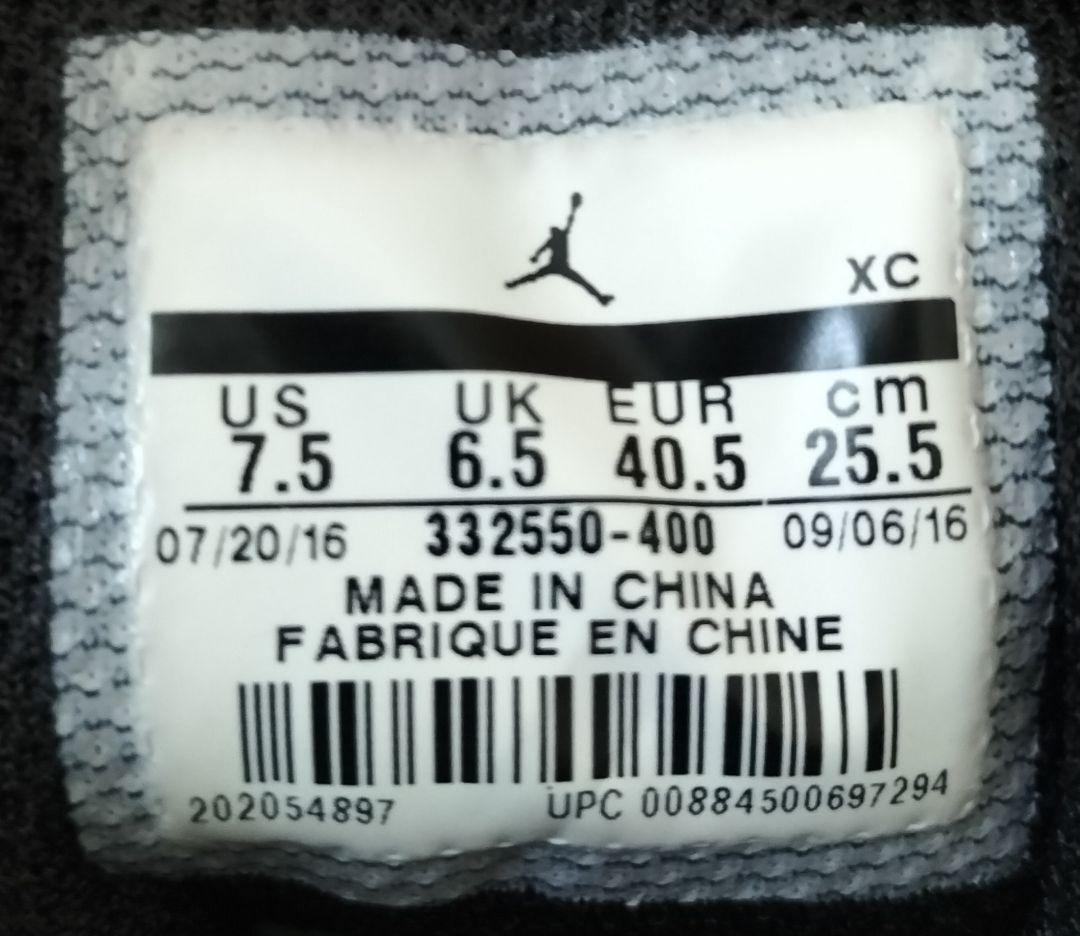 XC
US UK EUR cm
7.5 6.5 40.5 25.5
07/20/16 332550-400 09/06/16
MADE IN CHINA
FABRIQUE EN CHINE
202054897 UPC 00884500697294